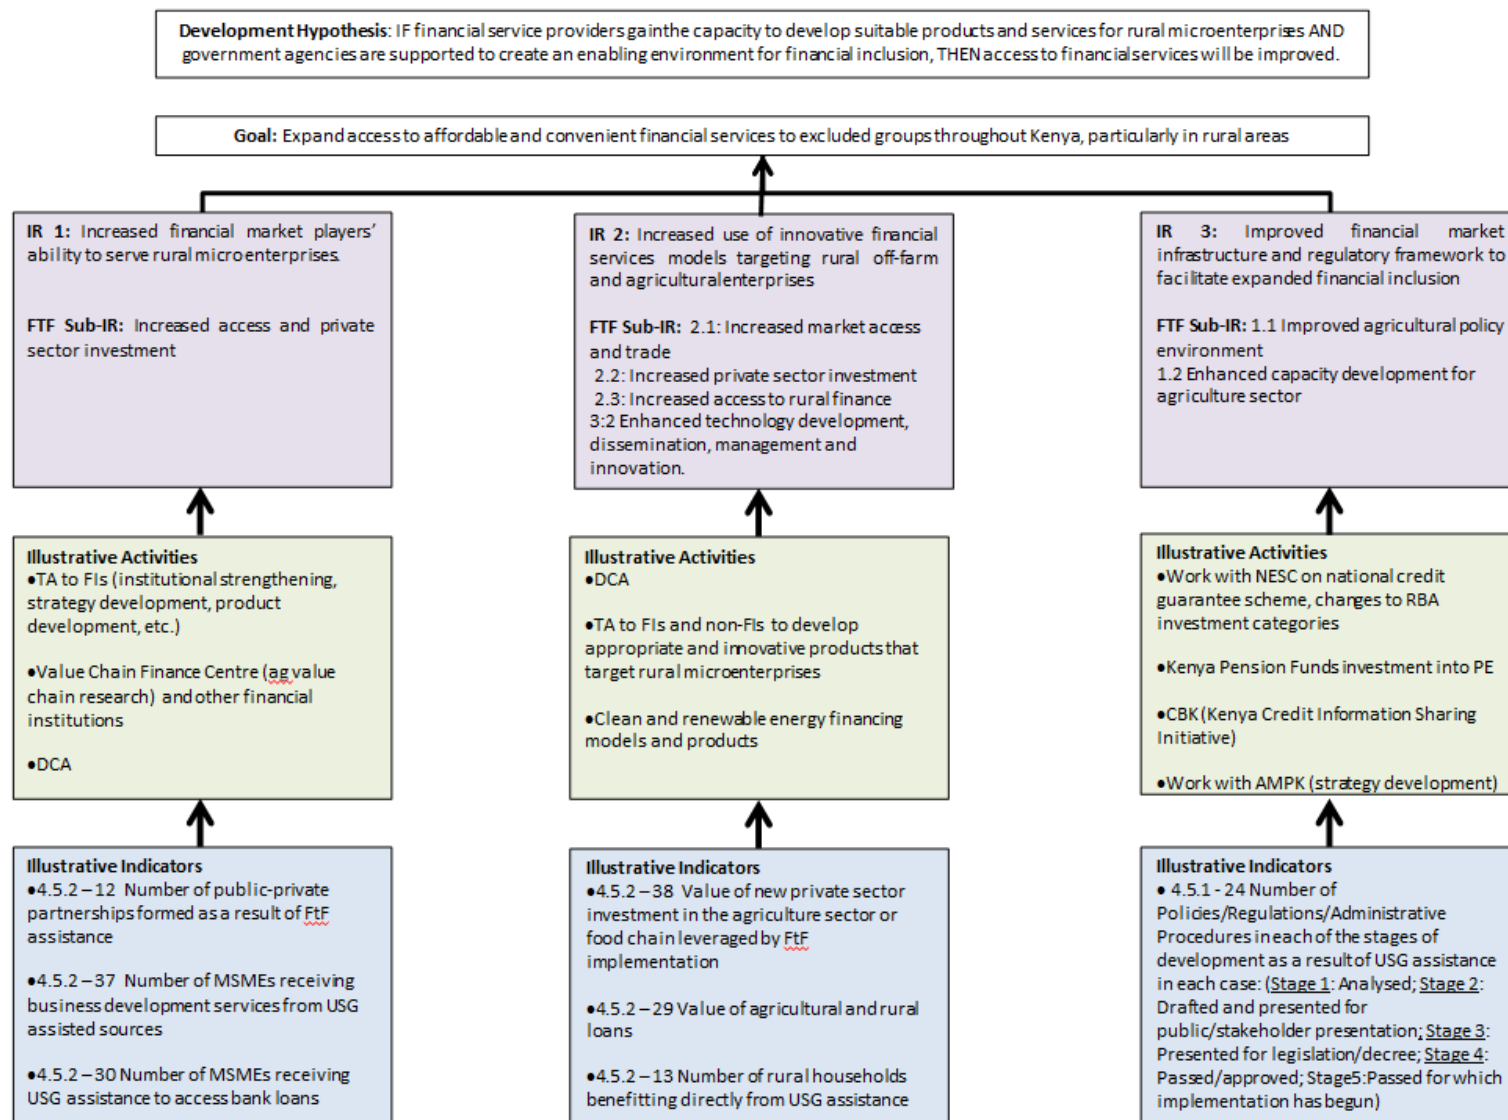 Development Hypothesis: IF financial service providers gain the capacity to develop suitable products and services for rural microenterprises AND
government agencies are supported to create an enabling environment for financial inclusion, THEN access to financial services will be improved.
Goal: Expand access to affordable and convenient financial services to excluded groups throughout Kenya, particularly in rural areas
IR 1: Increased financial market players'
ability to serve rural micro enterprises.
FTF Sub-IR: Increased access and private
sector investment
IR 2: Increased use of innovative financial
services models targeting rural off-farm
and agricultural enterprises
FTF Sub-IR: 2.1: Increased market access
and trade
2.2: Increased private sector investment
2.3: Increased access to rural finance
3:2 Enhanced technology development,
dissemination, management and
innovation.
IR 3: Improved financial market
infrastructure and regulatory framework to
facilitate expanded financial inclusion
FTF Sub-IR: 1.1 Improved agricultural policy
environment
1.2 Enhanced capacity development for
agriculture sector
Illustrative Activities
•TA to FIs (institutional strengthening,
strategy development, product
development, etc.)
•Value Chain Finance Centre (ag value
chain research) and other financial
institutions
•DCA
Illustrative Activities
•DCA
•TA to FIs and non-FIs to develop
appropriate and innovative products that
target rural microenterprises
•Clean and renewable energy financing
models and products
Illustrative Activities
•Work with NESC on national credit
guarantee scheme, changes to RBA
investment categories
•Kenya Pension Funds investment into PE
•CBK (Kenya Credit Information Sharing
Initiative)
•Work with AMPK (strategy development)
Illustrative Indicators
•4.5.2 – 12 Number of public-private
partnerships formed as a result of FtF
assistance
•4.5.2 – 37 Number of MSMEs receiving
business development services from USG
assisted sources
•4.5.2 – 30 Number of MSMEs receiving
USG assistance to access bank loans
Illustrative Indicators
•4.5.2 – 38 Value of new private sector
investment in the agriculture sector or
food chain leveraged by FtF
implementation
•4.5.2 – 29 Value of agricultural and rural
loans
•4.5.2 – 13 Number of rural households
benefitting directly from USG assistance
Illustrative Indicators
• 4.5.1 - 24 Number of
Policies/Regulations/Administrative
Procedures in each of the stages of
development as a result of USG assistance
in each case: (Stage 1: Analysed; Stage 2:
Drafted and presented for
public/stakeholder presentation; Stage 3:
Presented for legislation/decree; Stage 4:
Passed/approved; Stage5:Passed for which
implementation has begun)